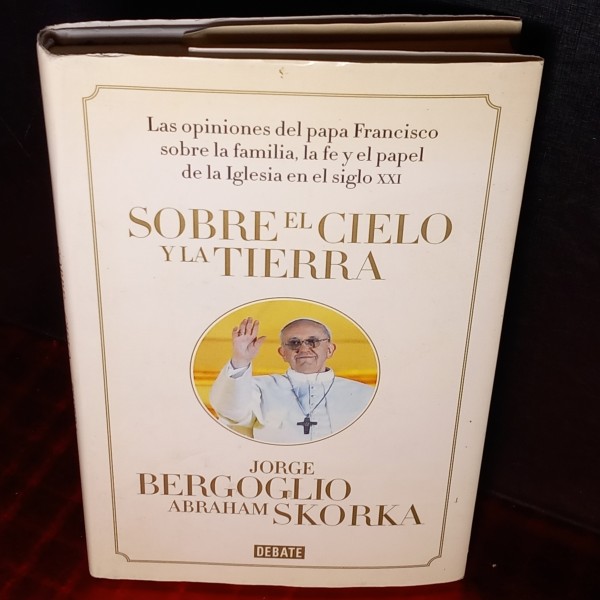 Las opiniones del papa Francisco
sobre la familia, la fe y el papel
de la Iglesia en el siglo XXI
SOBRE EL CIELO
Y LA TIERRA
JORGE
BERGOGLIO
ABRAHAM SKORKA
DEBATE